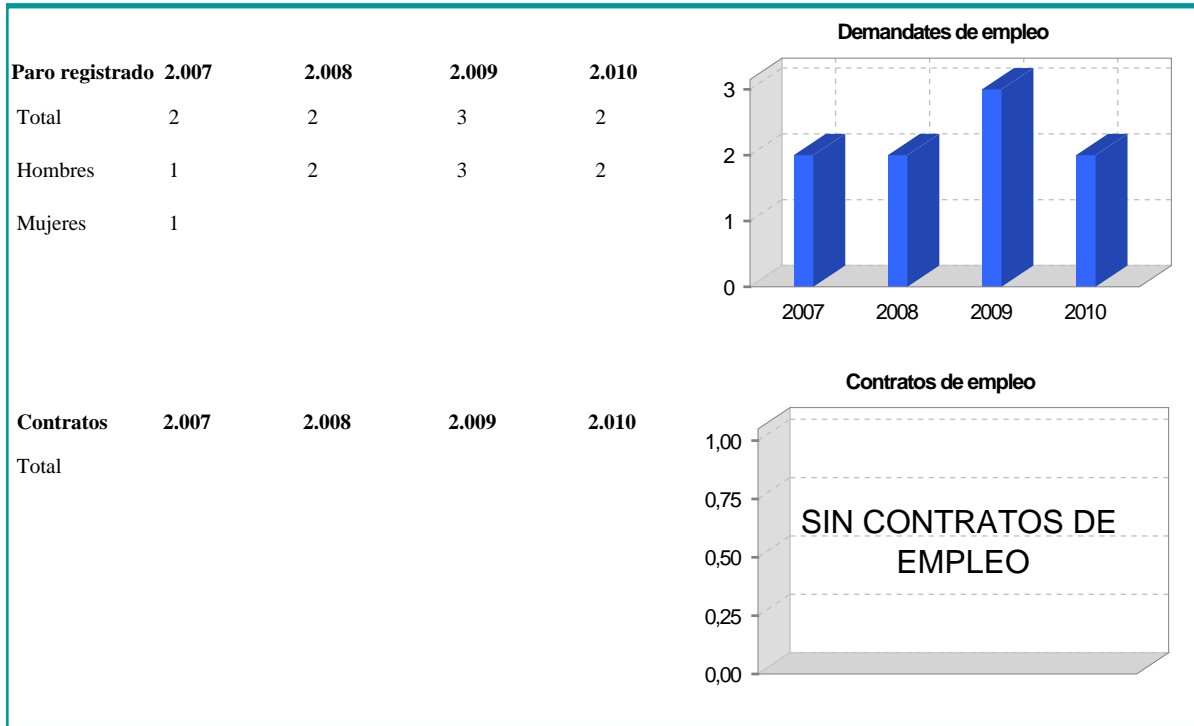 Paro registrado 2.007 2.008 2.009 2.010
Total 2 2 3 2
Hombres 1 2 3 2
Mujeres 1
Demandates de empleo
3
2
1
0
2007 2008 2009 2010
Contratos 2.007 2.008 2.009 2.010
Total
Contratos de empleo
1,00
0,75
0,50
0,25
0,00
SIN CONTRATOS DE
EMPLEO